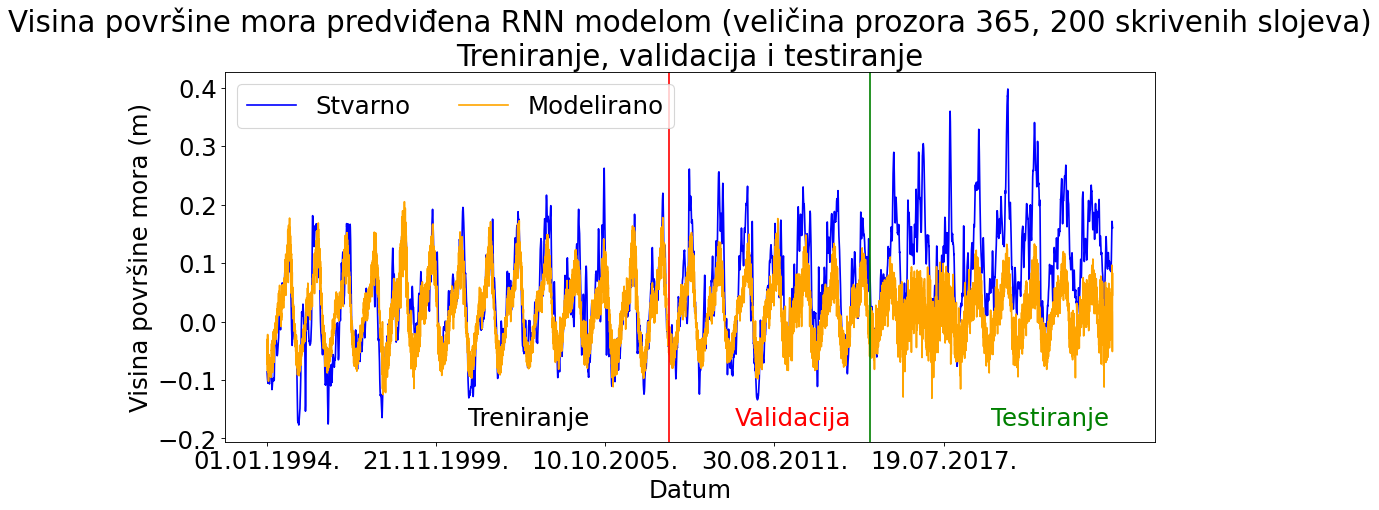 Visina površine mora predviđena RNN modelom (veličina prozora 365, 200 skrivenih slojeva)
Treniranje, validacija i testiranje
Stvarno Modelirano
Visina površine mora (m)
0.4
0.3
0.2
0.1
0.0
−0.1
−0.2
Treniranje Validacija Testiranje
01.01.1994. 21.11.1999. 10.10.2005. 30.08.2011. 19.07.2017.
Datum